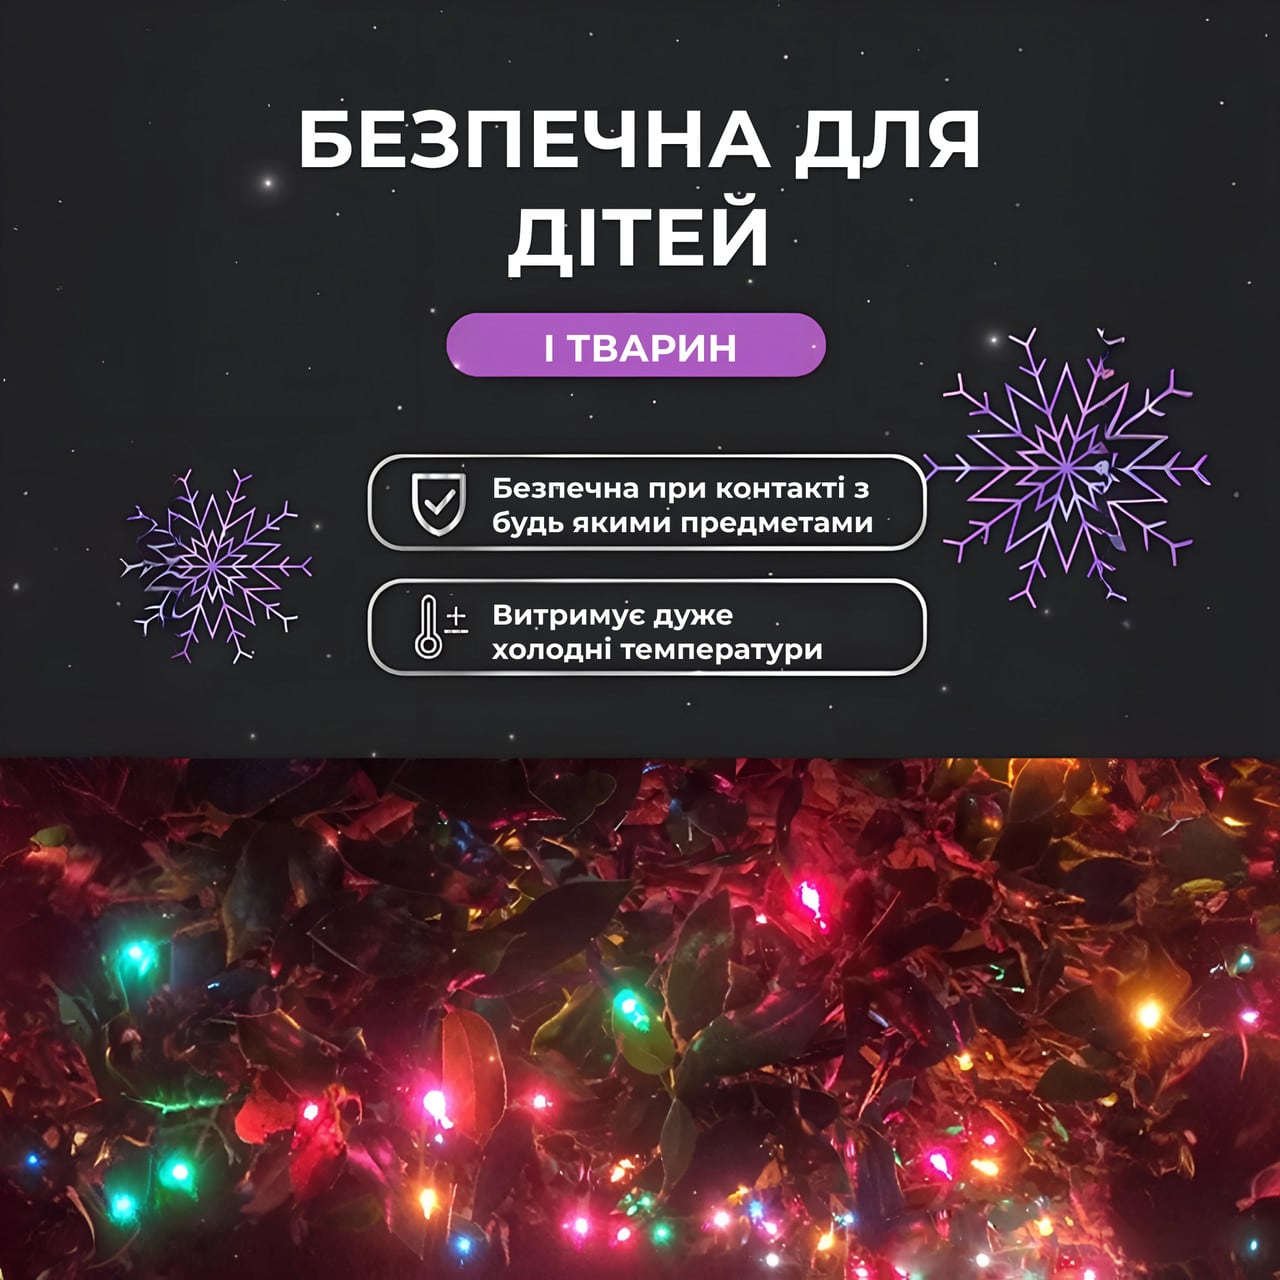 БЕЗПЕЧНА ДЛЯ
ДІТЕЙ
І ТВАРИН
Безпечна при контакті з
будь якими предметами
Витримує дуже
холодні температури